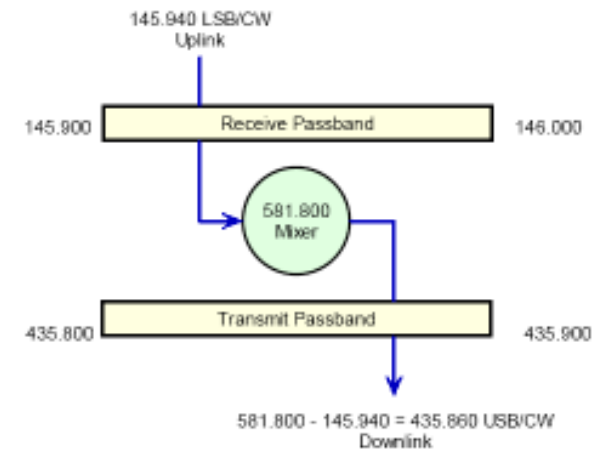 145.940 LSB/CW
Uplink
145.900
Receive Passband
146.000
581.800
Mixer
Transmit Passband
435.800
435.900
581.800 - 145.940 = 435.860 USB/CW
Downlink